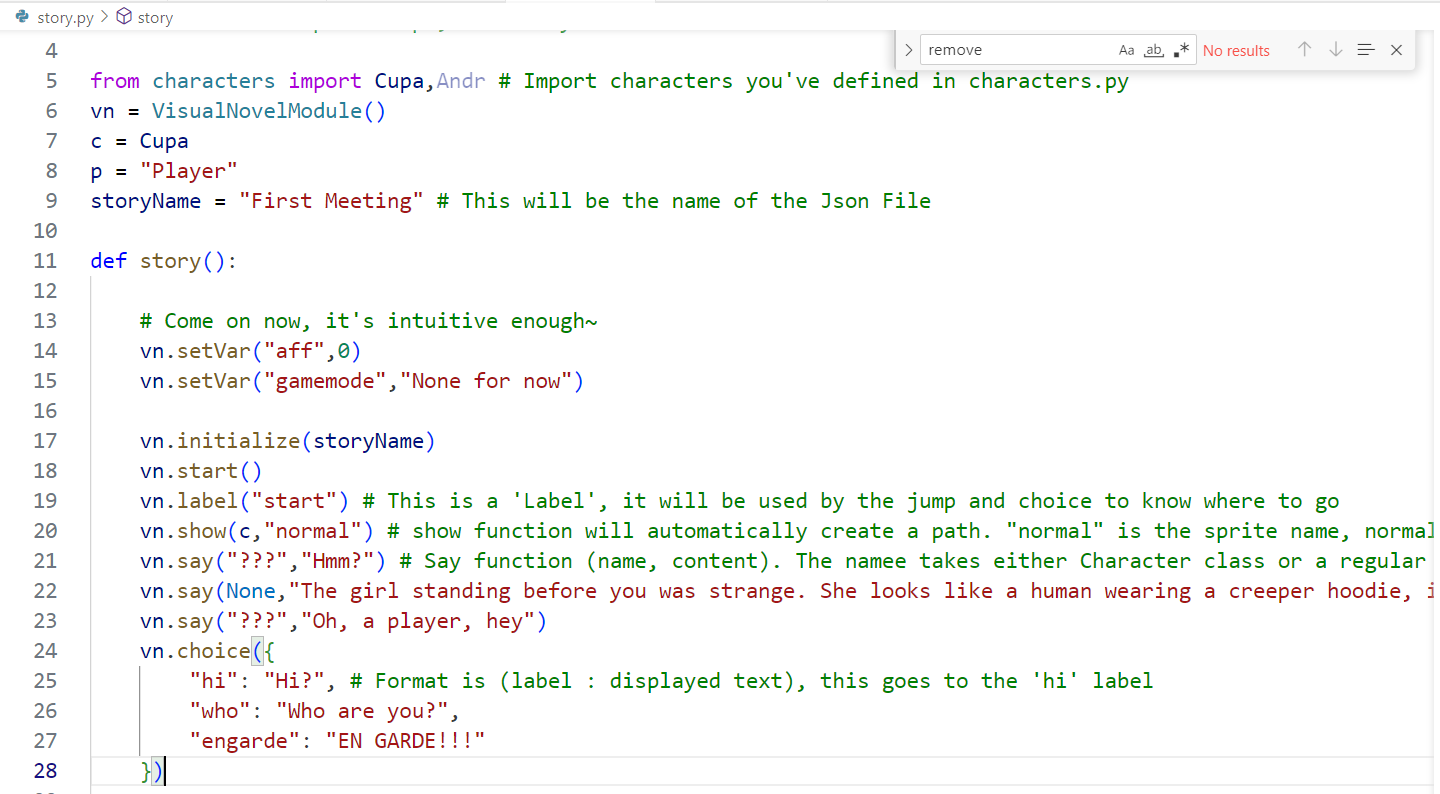 story.py > story
remove Aa ab .* No results
4
5 from characters import Cupa,Andr # Import characters you've defined in characters.py
6 vn = VisualNovelModule()
7 c = Cupa
8 p = "Player"
9 storyName = "First Meeting" # This will be the name of the Json File
10
11 def story():
12
13 # Come on now, it's intuitive enough~
14 vn.setVar("aff",0)
15 vn.setVar("gamemode","None for now")
16
17 vn.initialize(storyName)
18 vn.start()
19 vn.label("start") # This is a 'Label', it will be used by the jump and choice to know where to go
20 vn.show(c,"normal") # show function will automatically create a path. "normal" is the sprite name, normal
21 vn.say("???","Hmm?") # Say function (name, content). The namee takes either Character class or a regular
22 vn.say(None,"The girl standing before you was strange. She looks like a human wearing a creeper hoodie,
23 vn.say("???","Oh, a player, hey")
24 vn.choice({
25 "hi": "Hi?", # Format is (label : displayed text), this goes to the 'hi' label
26 "who": "Who are you?",
27 "engarde": "EN GARDE!!!"
28 })